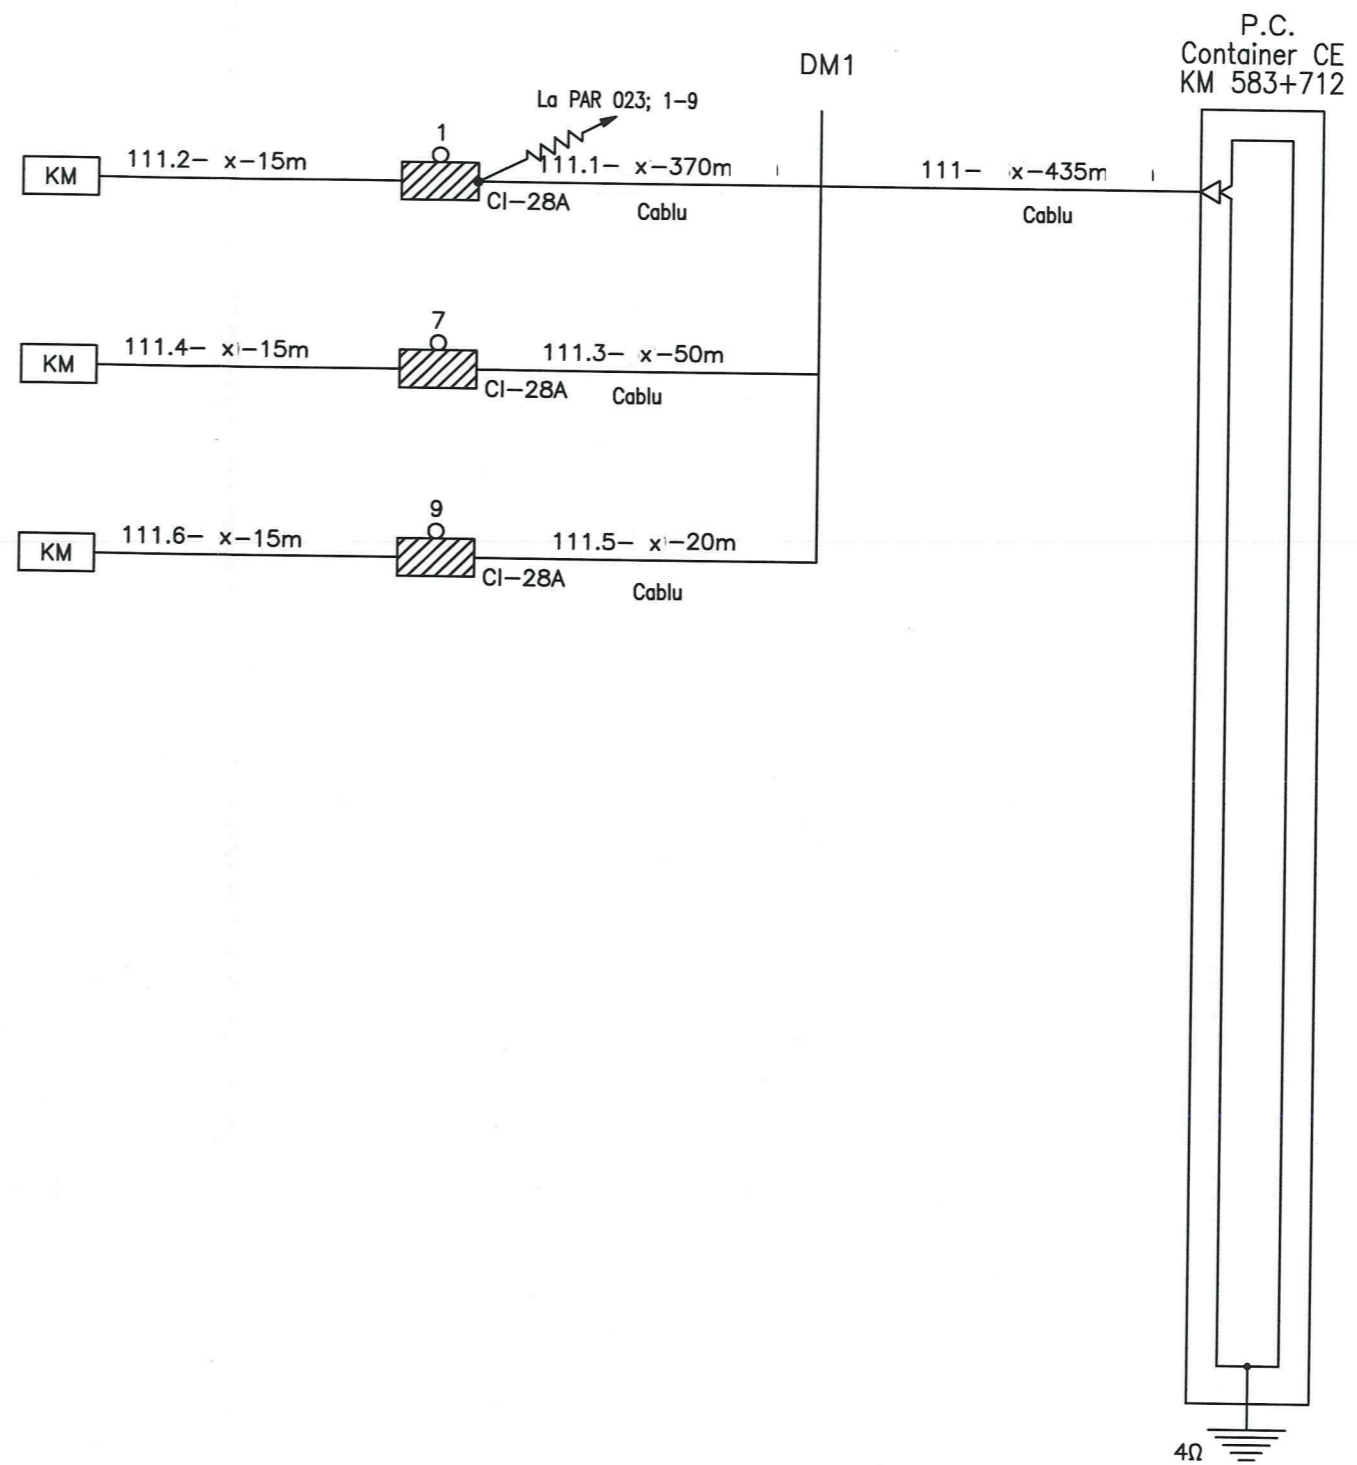 P.C.
Container CE
KM 583+712
DM1
La PAR 023; 1-9
1
KM
111.2- x-15m
111.1- x-370m
111- x-435m
CI-28A
Cablu
Cablu
7
KM
111.4- x-15m
111.3- x-50m
CI-28A
Cablu
9
KM
111.6- x-15m
111.5- x-20m
CI-28A
Cablu
4Ω